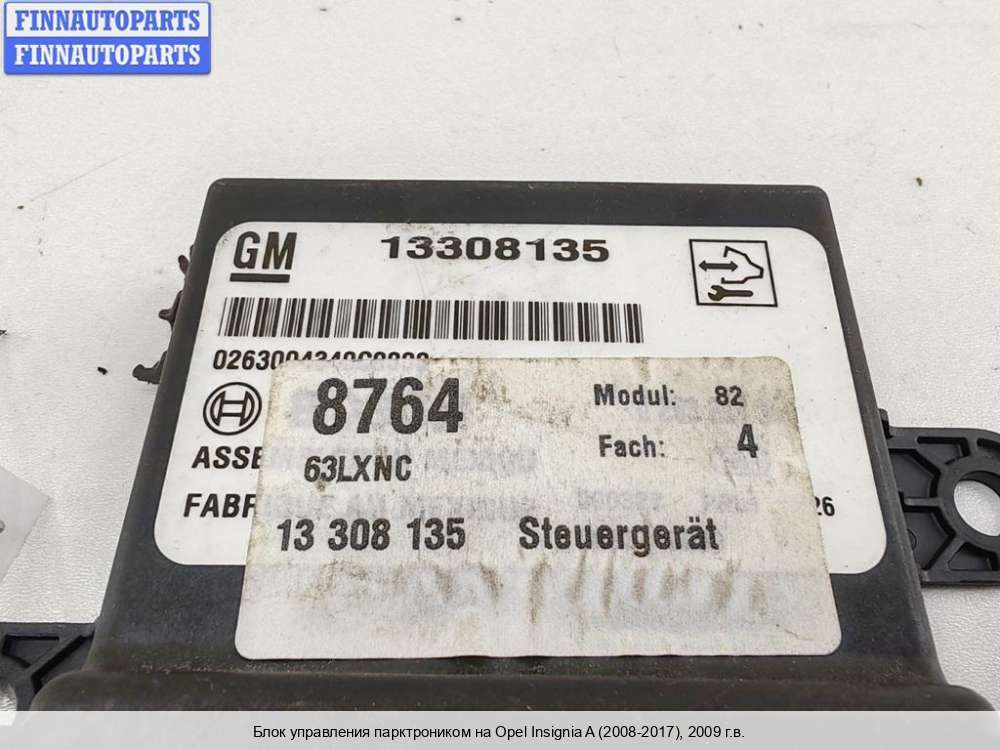 FINNAUTOPARTS
FINNAUTOPARTS
GM 13308135
8764
Modul: 82
63LXNC
Fach: 4
FABR
26
13 308 135 Steuergerät
Блок управления парктроником на Opel Insignia A (2008-2017), 2009 г.в.